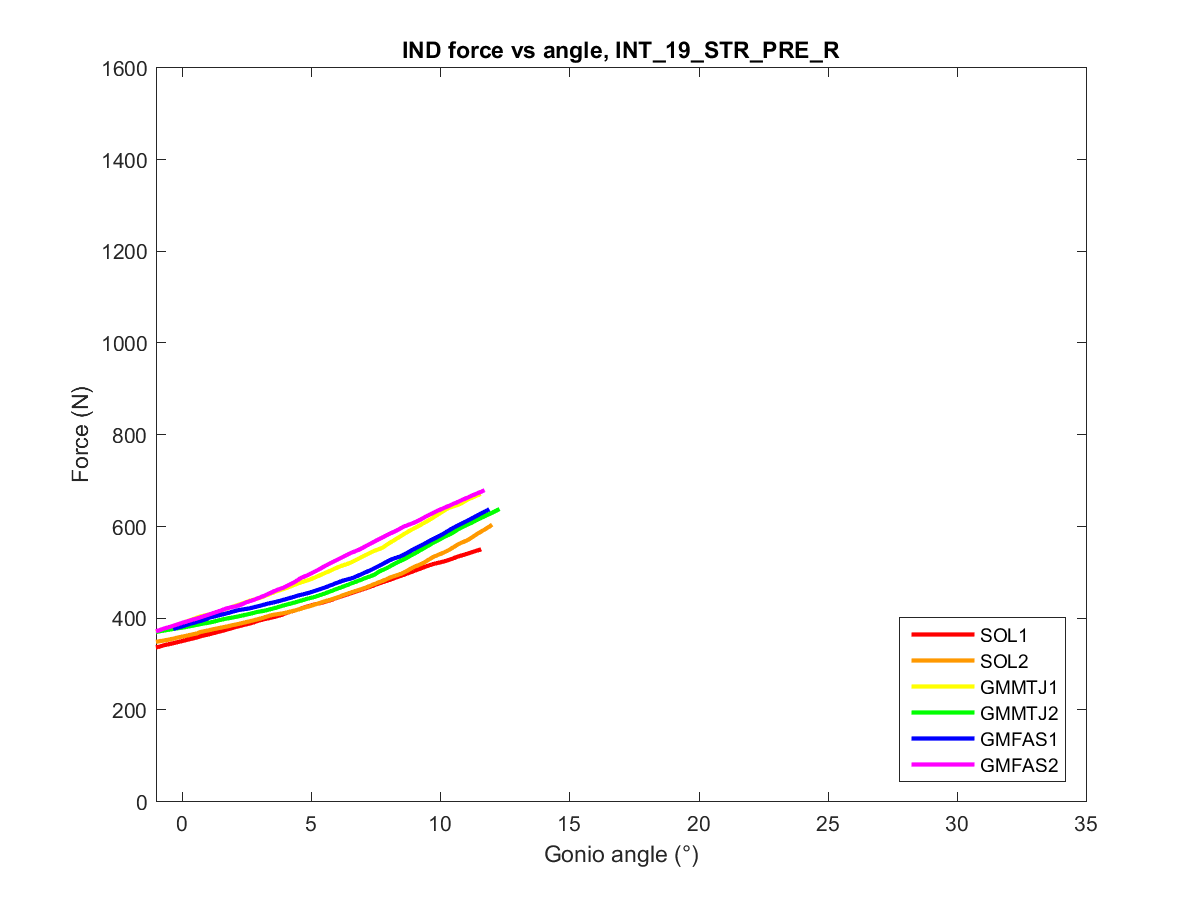 IND force vs angle, INT_19_STR_PRE_R
1600
1400
1200
1000
800
600
400
200
0
Force (N)
0 5 10 15 20 25 30 35
Gonio angle (°)
SOL1
SOL2
GMMTJ1
GMMTJ2
GMFAS1
GMFAS2